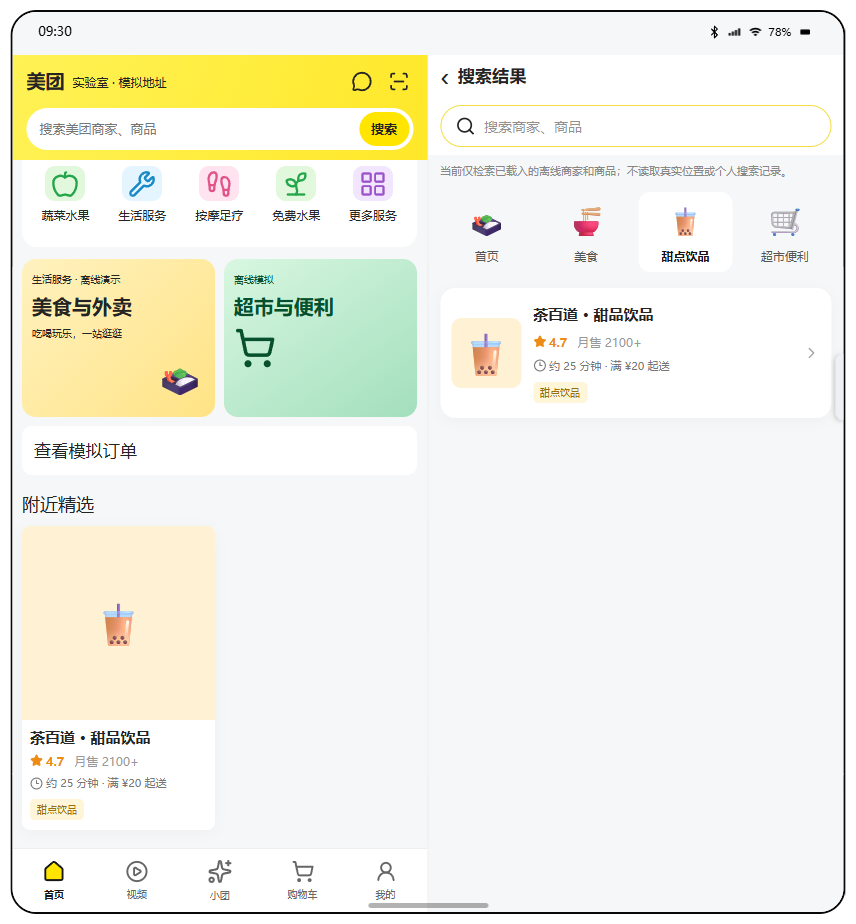 09:30
78%
美团 实验室 · 模拟地址
搜索美团商家、商品 搜索
蔬菜水果 生活服务 按摩足疗 免费水果 更多服务
生活服务 · 离线演示
美食与外卖
吃喝玩乐，一站逛逛
离线模拟
超市与便利
查看模拟订单
附近精选
茶百道 • 甜品饮品
4.7 月售 2100+
约 25 分钟 · 满 ¥20 起送
甜点饮品
首页 视频 小团 购物车 我的
搜索结果
搜索商家、商品
当前仅检索已载入的离线商家和商品；不读取真实位置或个人搜索记录。
首页 美食 甜点饮品 超市便利
茶百道 • 甜品饮品
4.7 月售 2100+
约 25 分钟 · 满 ¥20 起送
甜点饮品